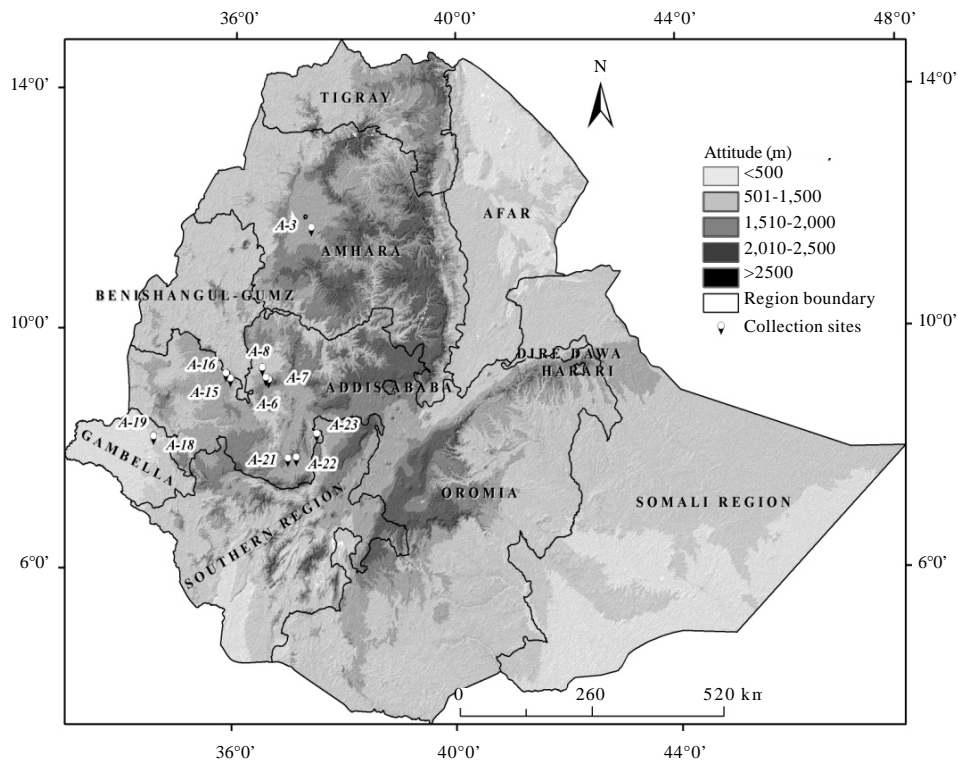 36°0’ 40°0’ 44°0’ 48°0’
14°0’ 14°0’
N
TIGRAY
Attitude (m)
<500
501-1,500
1,510-2,000
2,010-2,500
>2500
Region boundary
Collection sites
AFAR
A-3
AMHARA
BENISHANGUL-GUMZ
10°0’ 10°0’
A-8
A-16 A-7
A-15 A-6
ADDIS ABABA
DIRE DAWA
HARARI
A-19 A-18
A-23
GAMBELLA
A-21 A-22
OROMIA
SOMALI REGION
SOUTHERN REGION
6°0’ 6°0’
0 260 520 km
36°0’ 40°0’ 44°0’